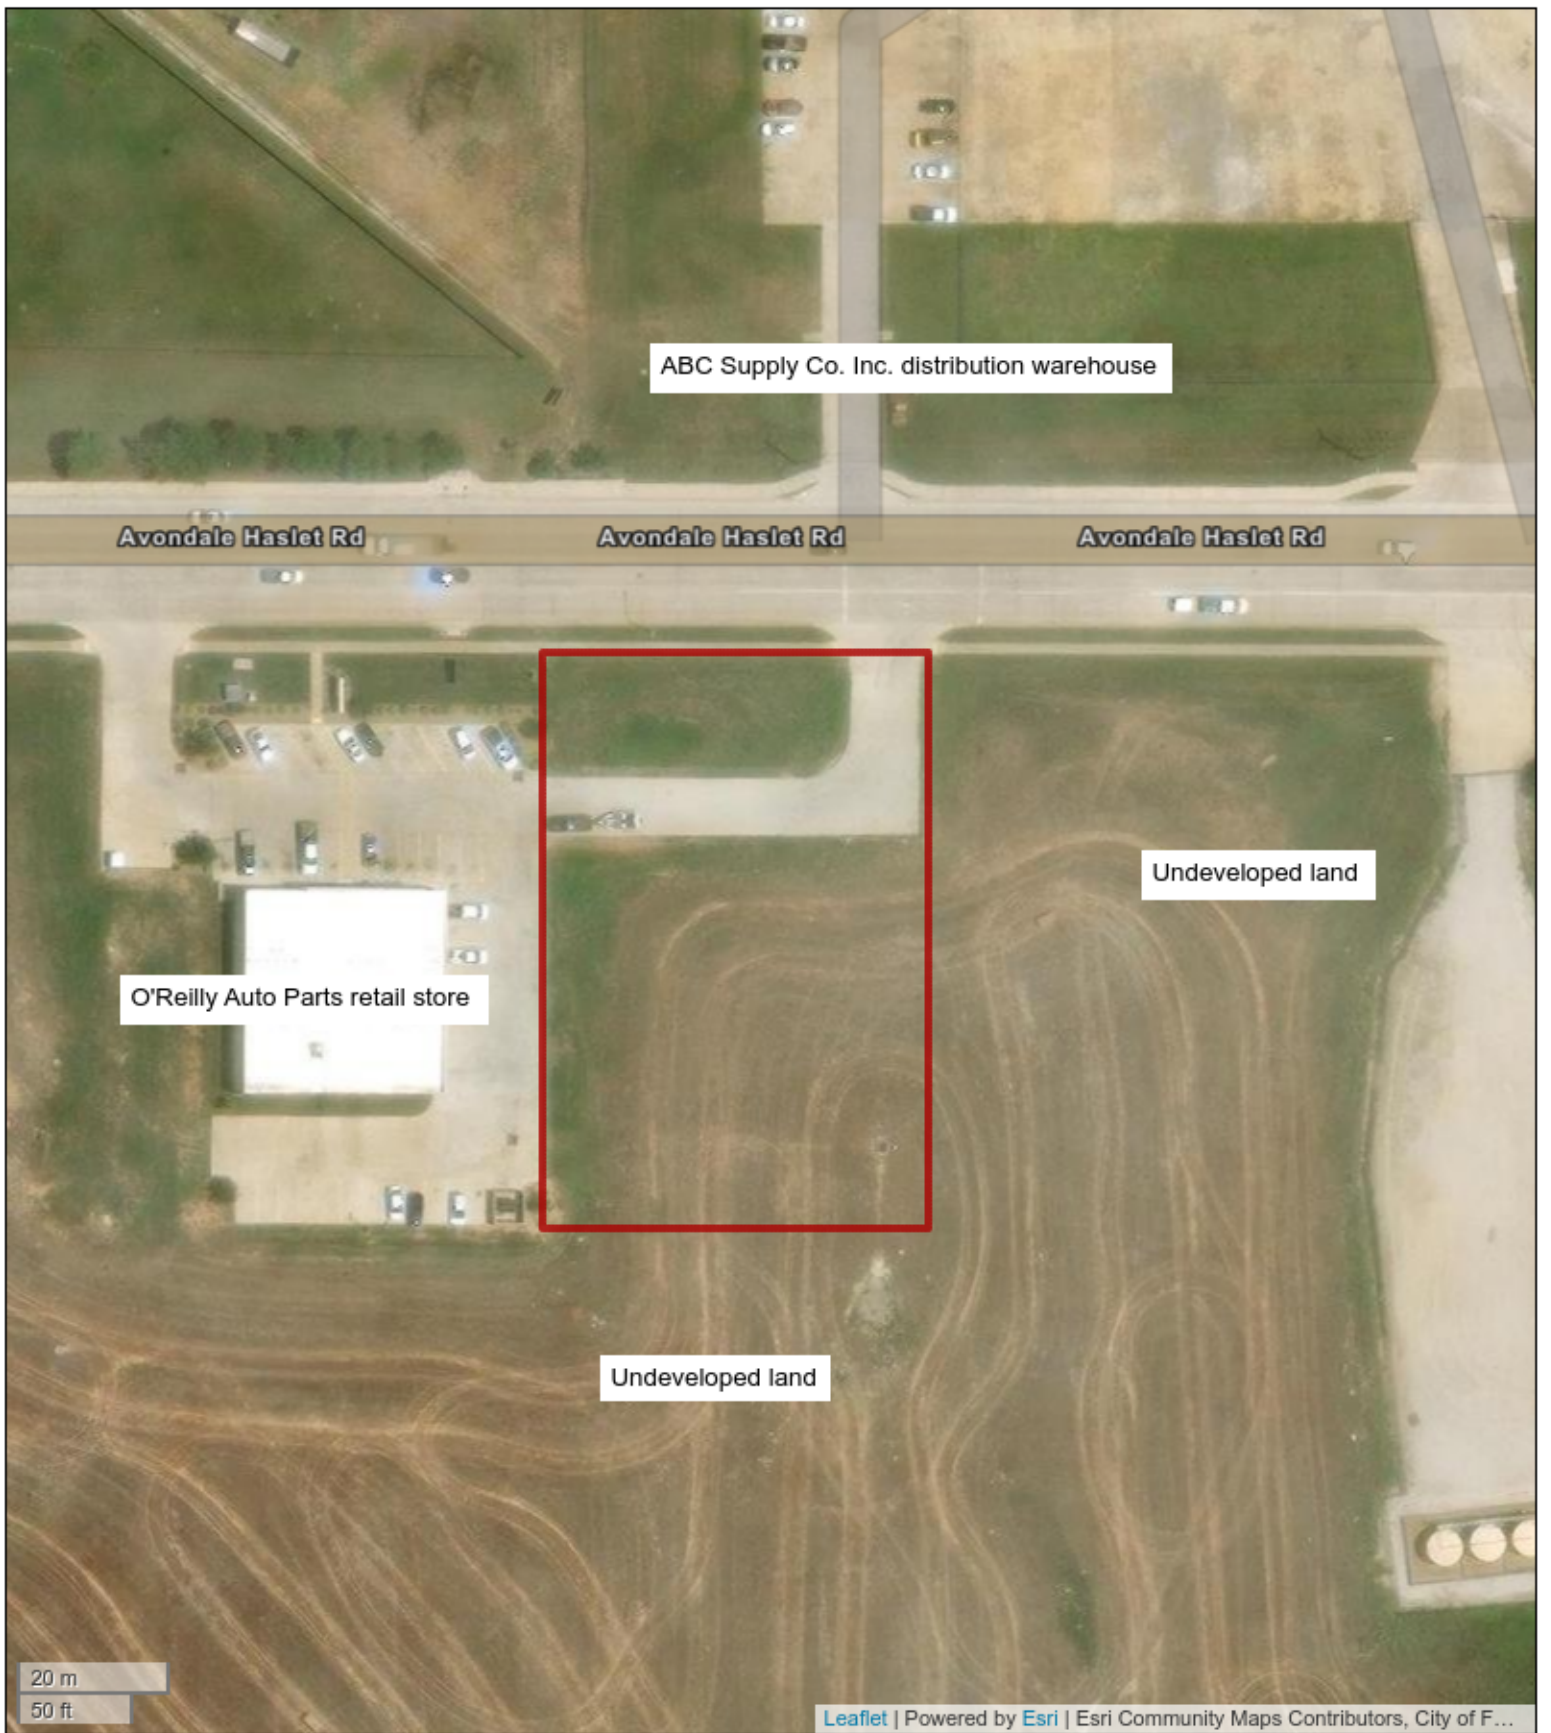 ABC Supply Co. Inc. distribution warehouse
Avondale Haslet Rd
Avondale Haslet Rd
Avondale Haslet Rd
Undeveloped land
O'Reilly Auto Parts retail store
Undeveloped land
20 m
50 ft
Leaflet | Powered by Esri | Esri Community Maps Contributors, City of F...